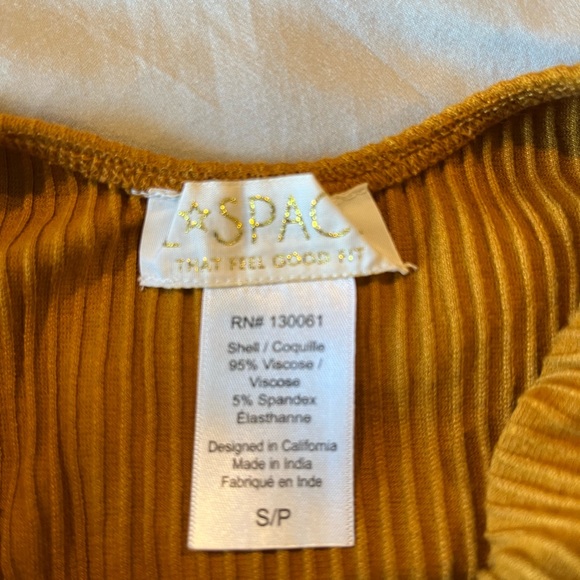 L☆SPAC
THAT FEEL GOOD FIT
RN# 130061
Shell / Coquille
95% Viscose /
Viscose
5% Spandex
Élasthanne
Designed in California
Made in India
Fabriqué en Inde
S/P